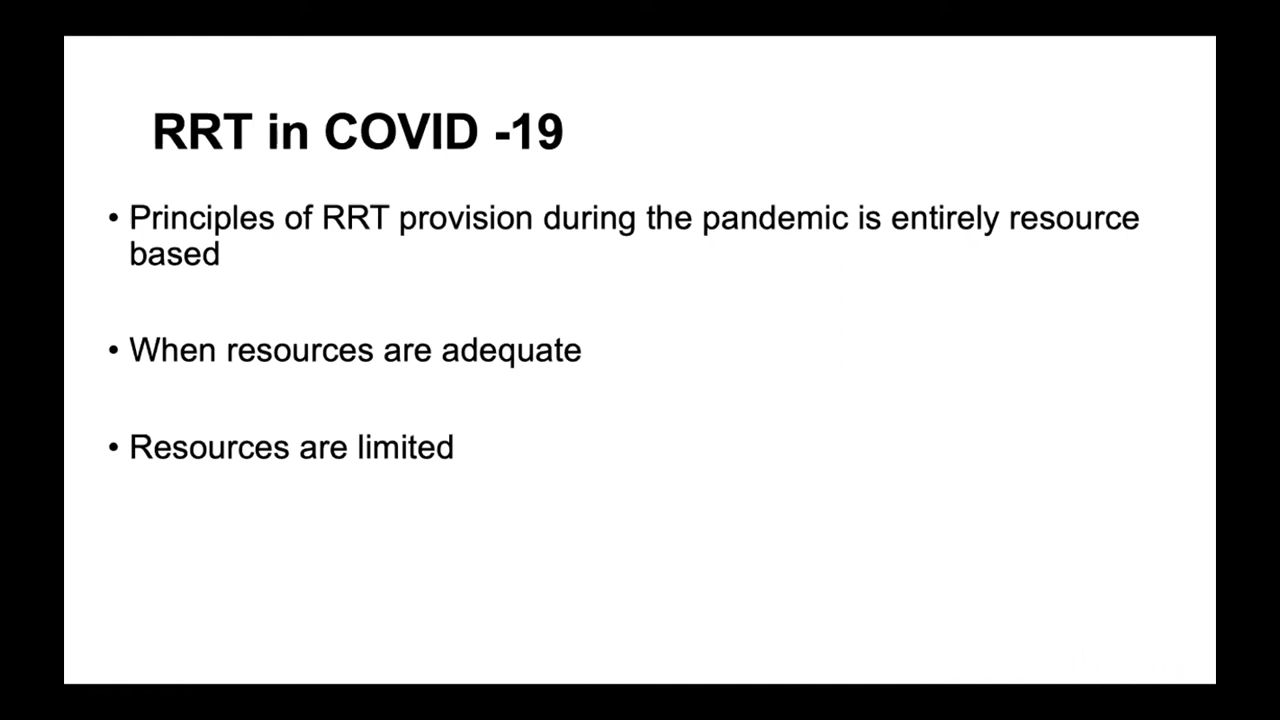 RRT in COVID -19
• Principles of RRT provision during the pandemic is entirely resource
based
• When resources are adequate
• Resources are limited